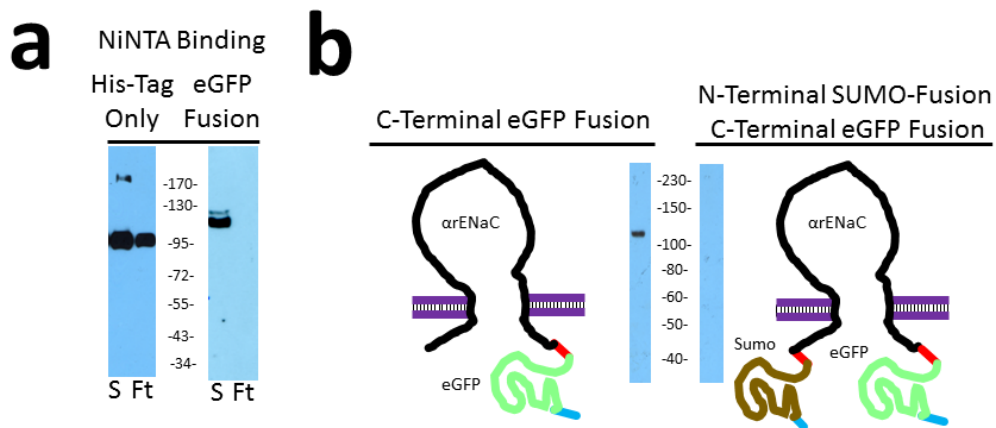 a
NiNTA Binding
His-Tag Only
eGFP Fusion
-170-
-130-
-95-
-72-
-55-
-43-
-34-
S Ft
S Ft
b
C-Terminal eGFP Fusion
αrENaC
eGFP
-230-
-150-
-100-
-80-
-60-
-50-
-40-
N-Terminal SUMO-Fusion
C-Terminal eGFP Fusion
αrENaC
Sumo
eGFP